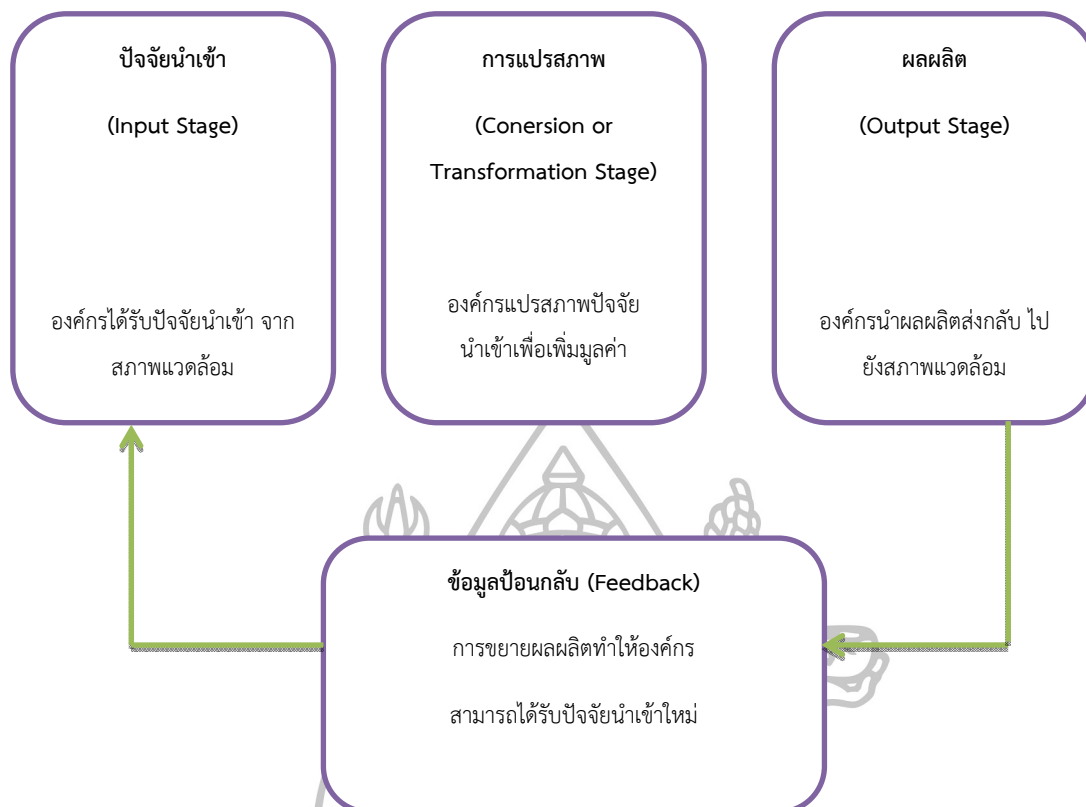 ปัจจัยนำเข้า
(Input Stage)
องค์กรได้รับปัจจัยนำเข้า จาก
สภาพแวดล้อม
การแปรสภาพ
(Conersion or
Transformation Stage)
องค์กรแปรสภาพปัจจัย
นำเข้าเพื่อเพิ่มมูลค่า
ผลผลิต
(Output Stage)
องค์กรนำผลผลิตส่งกลับ ไป
ยังสภาพแวดล้อม
ข้อมูลป้อนกลับ (Feedback)
การขยายผลผลิตทำให้องค์กร
สามารถได้รับปัจจัยนำเข้าใหม่